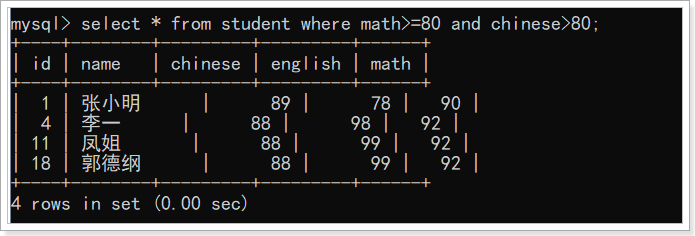 mysql> select * from student where math>=80 and chinese>80;
+----+--------+---------+---------+------+
| id | name   | chinese | english | math |
+----+--------+---------+---------+------+
|  1 | 张小明      |      89 |      78 |   90 |
|  4 | 李一      |      88 |      98 |   92 |
| 11 | 凤姐       |      88 |      99 |   92 |
| 18 | 郭德纲      |      88 |      99 |   92 |
+----+--------+---------+---------+------+
4 rows in set (0.00 sec)